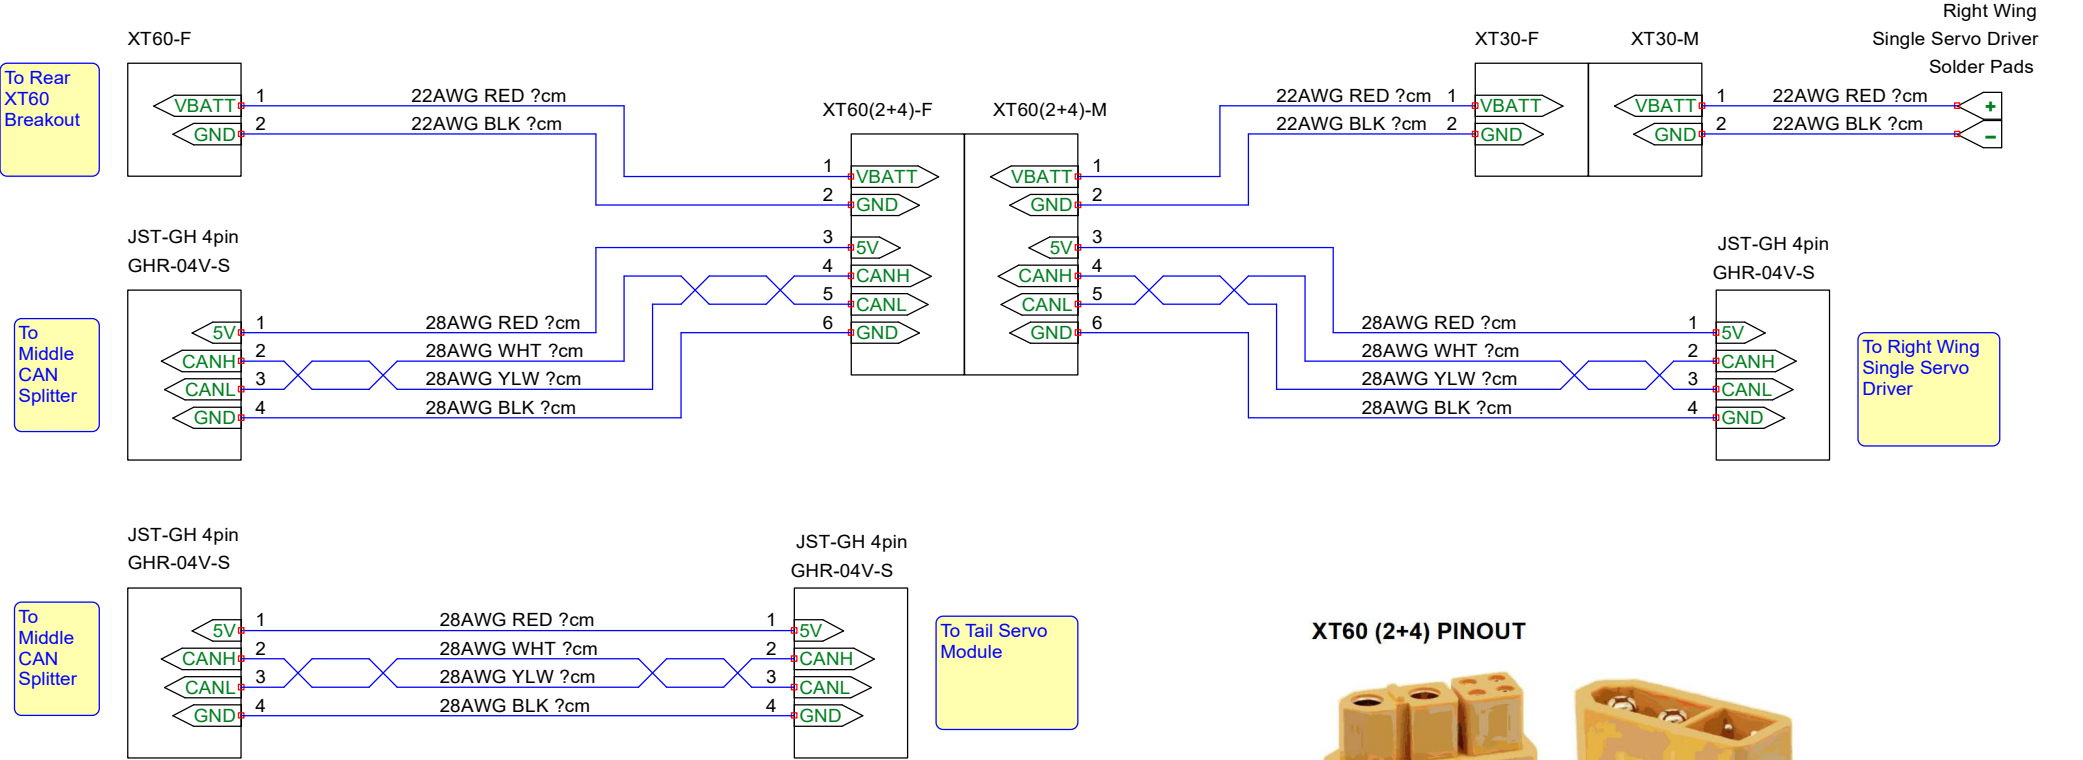 Right Wing
Single Servo Driver
Solder Pads
XT60-F
XT30-F
XT30-M
To Rear
XT60
Breakout
VBATT
1
22AWG RED ?cm
GND
2
22AWG BLK ?cm
XT60(2+4)-F
XT60(2+4)-M
22AWG RED ?cm
1
VBATT
22AWG BLK ?cm
2
GND
VBATT
1
22AWG RED ?cm
+
GND
2
22AWG BLK ?cm
−
1
VBATT
2
GND
3
5V
4
CANH
5
CANL
6
GND
VBATT
1
GND
2
5V
3
CANH
4
CANL
5
GND
6
JST-GH 4pin
GHR-04V-S
To
Middle
CAN
Splitter
5V
1
28AWG RED ?cm
CANH
2
28AWG WHT ?cm
CANL
3
28AWG YLW ?cm
GND
4
28AWG BLK ?cm
JST-GH 4pin
GHR-04V-S
28AWG RED ?cm
1
5V
28AWG WHT ?cm
2
CANH
28AWG YLW ?cm
3
CANL
28AWG BLK ?cm
4
GND
To Right Wing
Single Servo
Driver
JST-GH 4pin
GHR-04V-S
To
Middle
CAN
Splitter
5V
1
28AWG RED ?cm
1
5V
CANH
2
28AWG WHT ?cm
2
CANH
CANL
3
28AWG YLW ?cm
3
CANL
GND
4
28AWG BLK ?cm
4
GND
JST-GH 4pin
GHR-04V-S
To Tail Servo
Module
XT60 (2+4) PINOUT